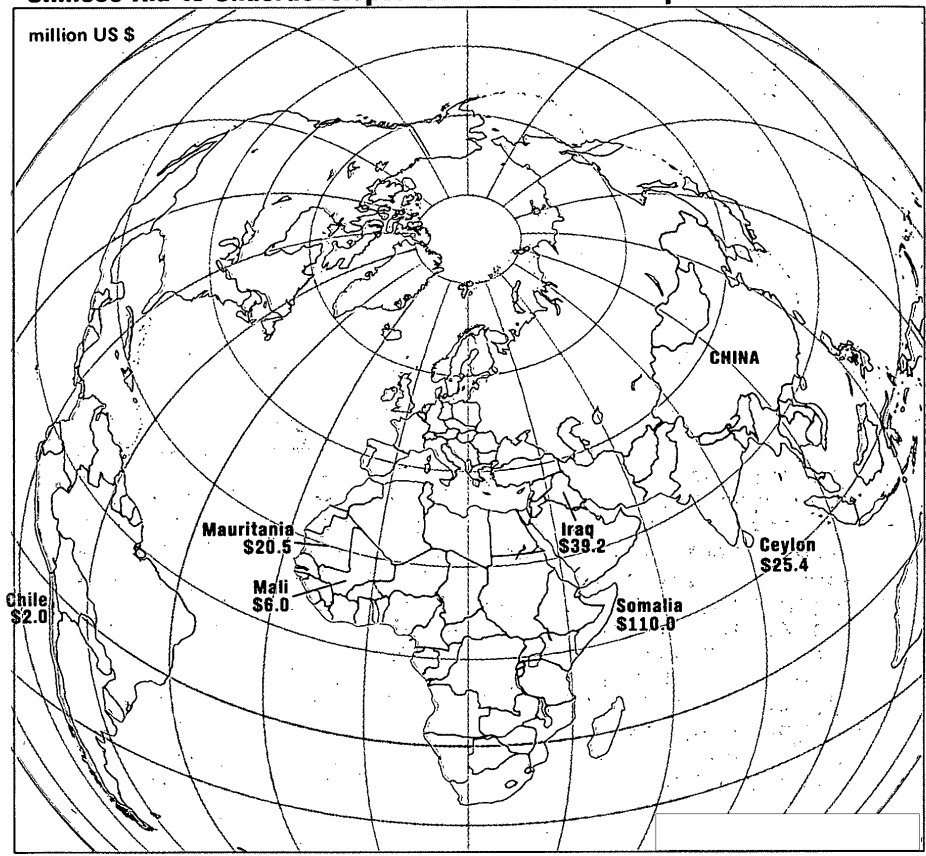 million US $
CHINA
Mauritania
$20.5
Iraq
$39.2
Ceylon
$25.4
Mali
$6.0
Chile
$2.0
Somalia
$110.0